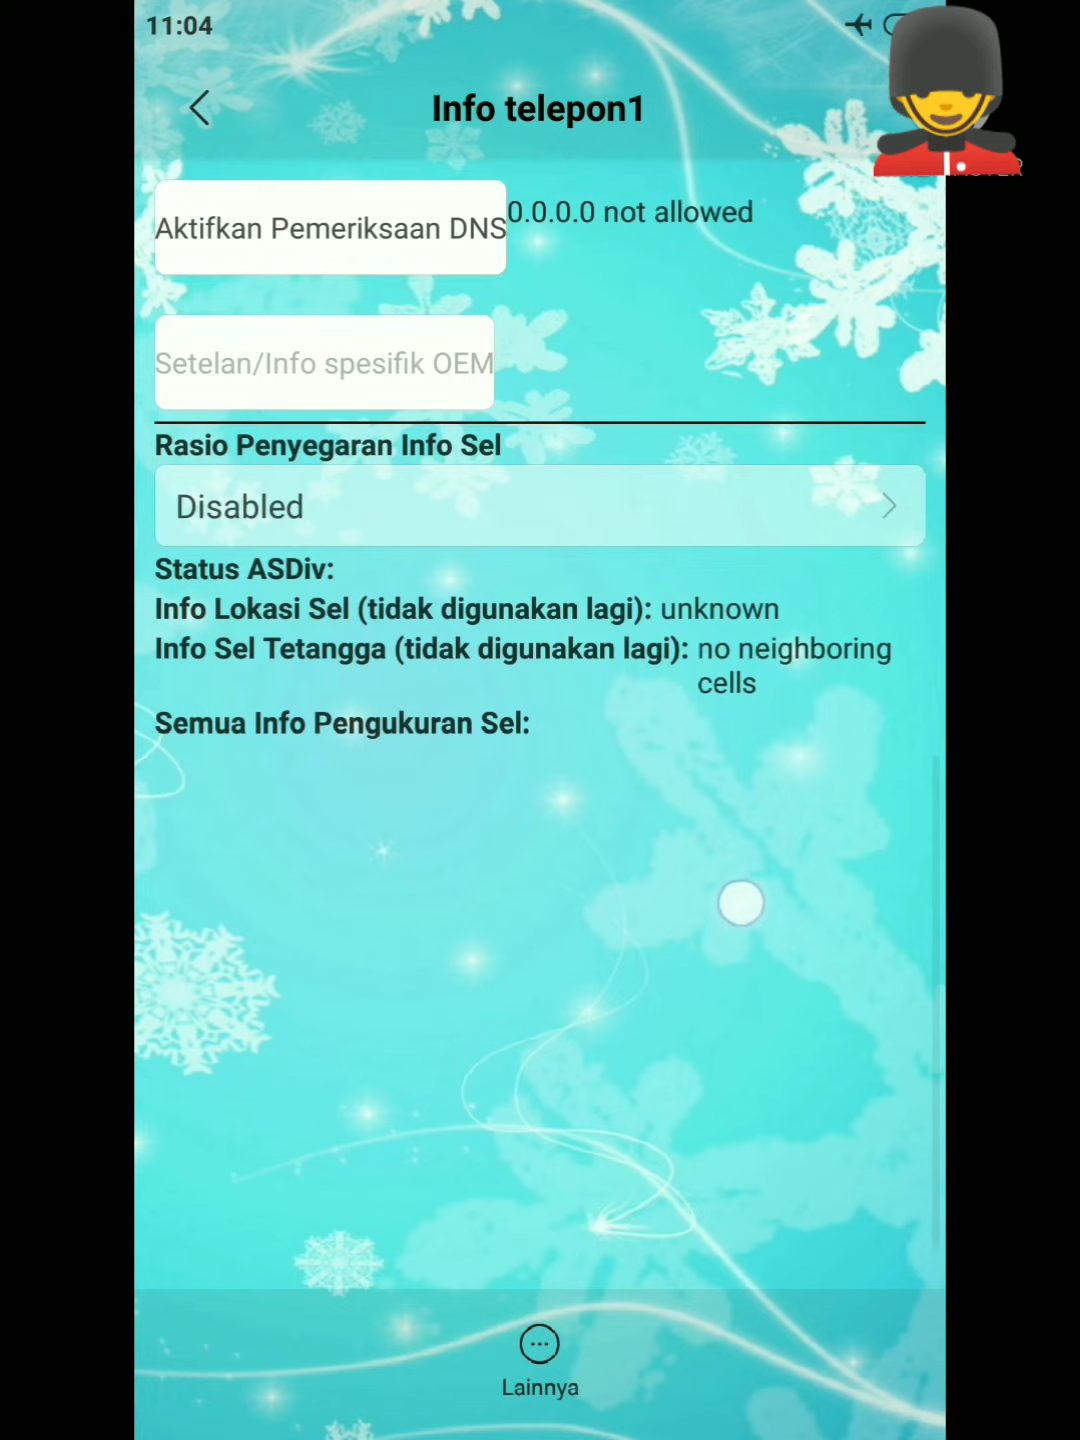 11:04
Info telepon1
Aktifkan Pemeriksaan DNS
0.0.0.0 not allowed
Setelan/Info spesifik OEM
Rasio Penyegaran Info Sel
Disabled
Status ASDiv:
Info Lokasi Sel (tidak digunakan lagi): unknown
Info Sel Tetangga (tidak digunakan lagi): no neighboring
cells
Semua Info Pengukuran Sel:
Lainnya